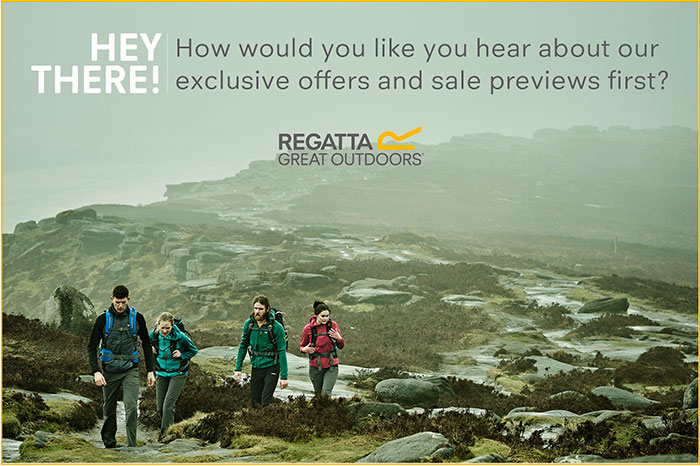 HEY
THERE!
How would you like you hear about our
exclusive offers and sale previews first?
REGATTA
GREAT OUTDOORS